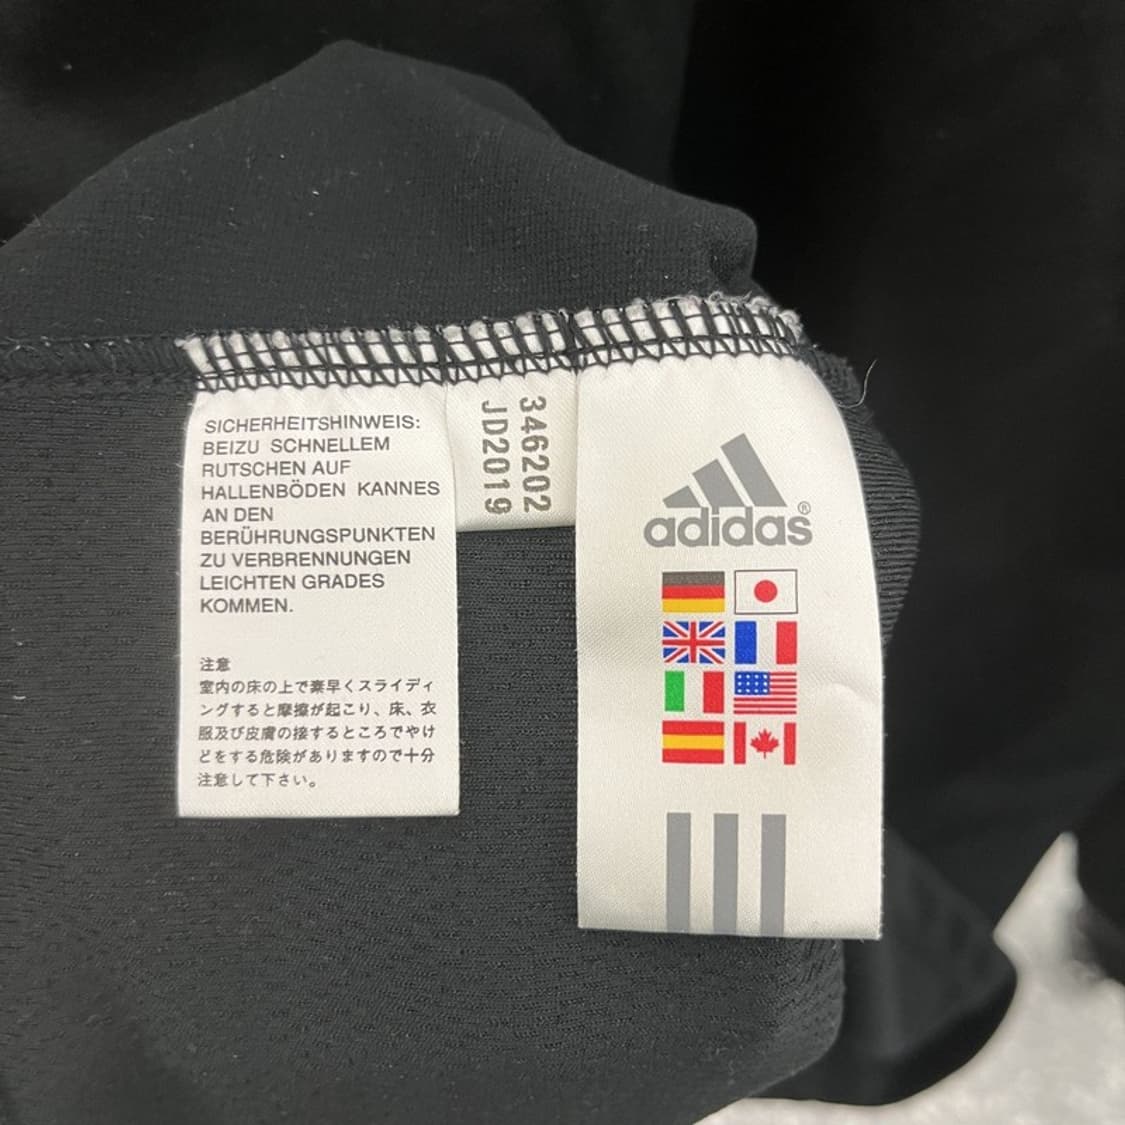 SICHERHEITSHINWEIS:
BEIZU SCHNELLEM
RUTSCHEN AUF
HALLENBÖDEN KANNES
AN DEN
BERÜHRUNGSPUNKTEN
ZU VERBRENNUNGEN
LEICHTEN GRADES
KOMMEN.
注意
室内の床の上で素早くスライディ
ングすると摩擦が起こり、床、衣
服及び皮膚の接するところでやけ
どをする危険がありますので十分
注意して下さい。
346202
JD2019
adidas®